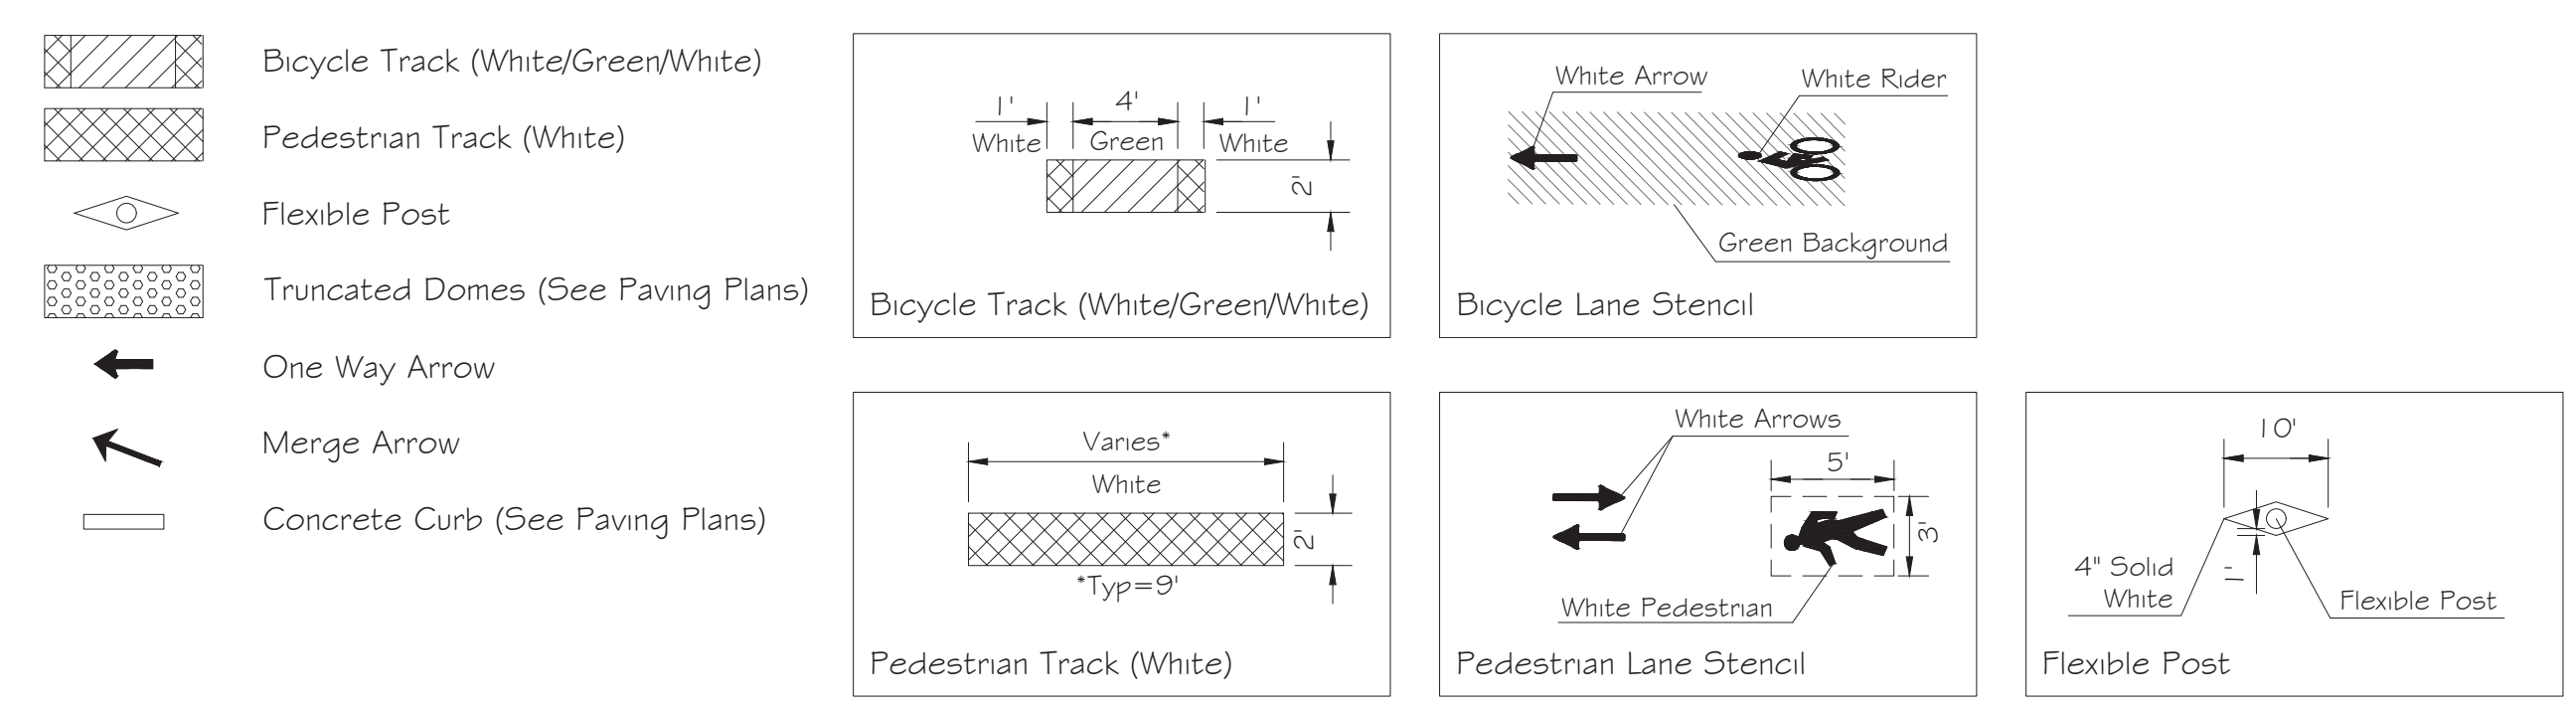 Bicycle Track (White/Green/White)
Pedestrian Track (White)
Flexible Post
Truncated Domes (See Paving Plans)
One Way Arrow
Merge Arrow
Concrete Curb (See Paving Plans)
1' 4' 1'
White Green White
2'
Bicycle Track (White/Green/White)
White Arrow
White Rider
Green Background
Bicycle Lane Stencil
Varies*
White
2'
*Typ=9'
Pedestrian Track (White)
White Arrows
5'
3'
White Pedestrian
Pedestrian Lane Stencil
10'
4" Solid
White
1'
Flexible Post
Flexible Post